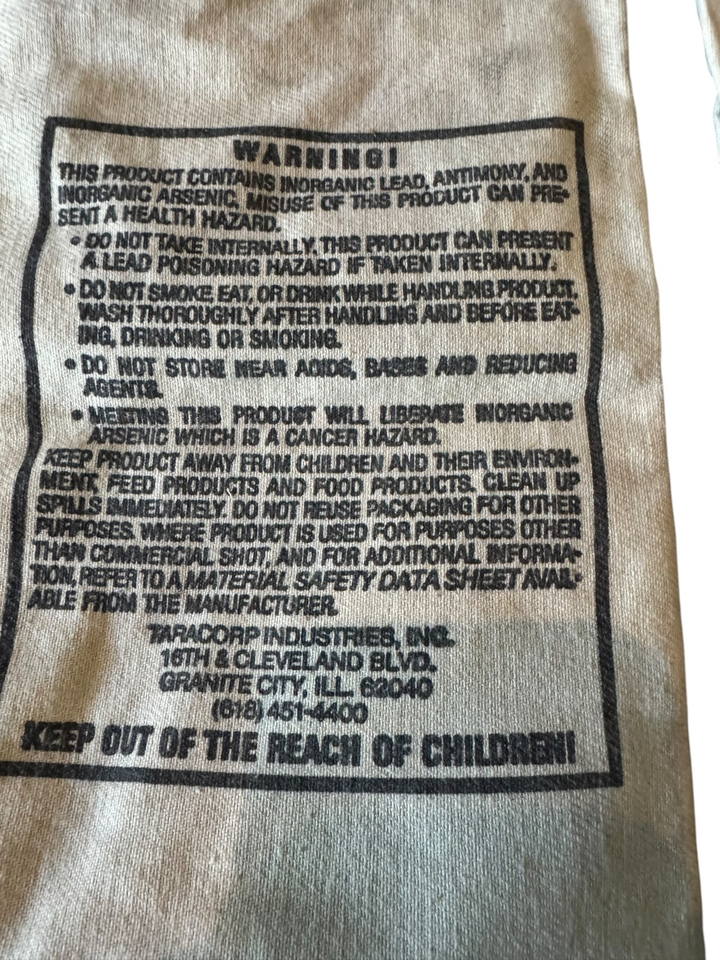 WARNING!
THIS PRODUCT CONTAINS INORGANIC LEAD, ANTIMONY, AND
INORGANIC ARSENIC. MISUSE OF THIS PRODUCT CAN PRE-
SENT A HEALTH HAZARD.
• DO NOT TAKE INTERNALLY. THIS PRODUCT CAN PRESENT
A LEAD POISONING HAZARD IF TAKEN INTERNALLY.
• DO NOT SMOKE, EAT, OR DRINK WHILE HANDLING PRODUCT.
WASH THOROUGHLY AFTER HANDLING AND BEFORE EAT-
ING, DRINKING OR SMOKING.
• DO NOT STORE NEAR ACIDS, BASES AND REDUCING
AGENTS.
• MELTING THIS PRODUCT WILL LIBERATE INORGANIC
ARSENIC WHICH IS A CANCER HAZARD.
KEEP PRODUCT AWAY FROM CHILDREN AND THEIR ENVIRON-
MENT, FEED PRODUCTS AND FOOD PRODUCTS. CLEAN UP
SPILLS IMMEDIATELY. DO NOT REUSE PACKAGING FOR OTHER
PURPOSES. WHERE PRODUCT IS USED FOR PURPOSES OTHER
THAN COMMERCIAL SHOT, AND FOR ADDITIONAL INFORMA-
TION, REFER TO A MATERIAL SAFETY DATA SHEET AVAIL-
ABLE FROM THE MANUFACTURER.
TARACORP INDUSTRIES, INC.
16TH & CLEVELAND BLVD.
GRANITE CITY, ILL. 62040
(618) 451-4400
KEEP OUT OF THE REACH OF CHILDREN!